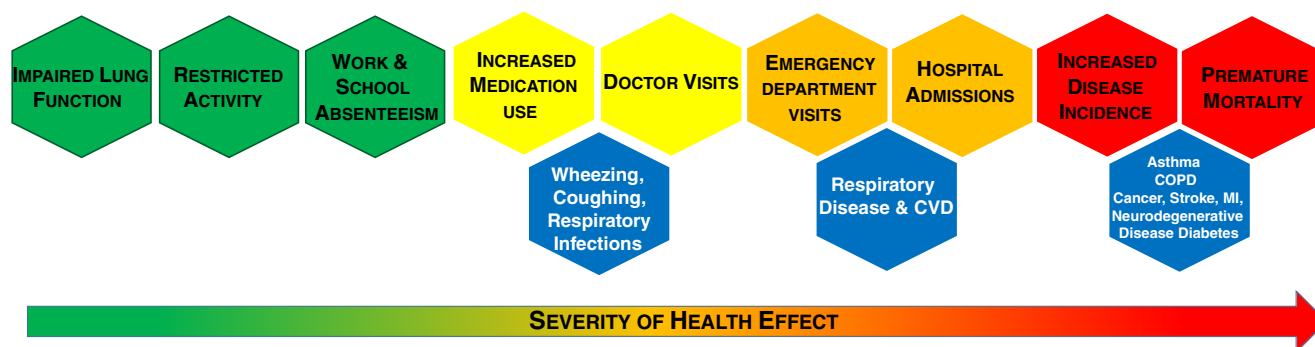 IMPAIRED LUNG
FUNCTION
RESTRICTED
ACTIVITY
WORK &
SCHOOL
ABSENTEEISM
INCREASED
MEDICATION
USE
DOCTOR VISITS
EMERGENCY
DEPARTMENT
VISITS
HOSPITAL
ADMISSIONS
INCREASED
DISEASE
INCIDENCE
PREMATURE
MORTALITY
Wheezing,
Coughing,
Respiratory
Infections
Respiratory
Disease & CVD
Asthma
COPD
Cancer, Stroke, MI,
Neurodegenerative
Disease Diabetes
SEVERITY OF HEALTH EFFECT